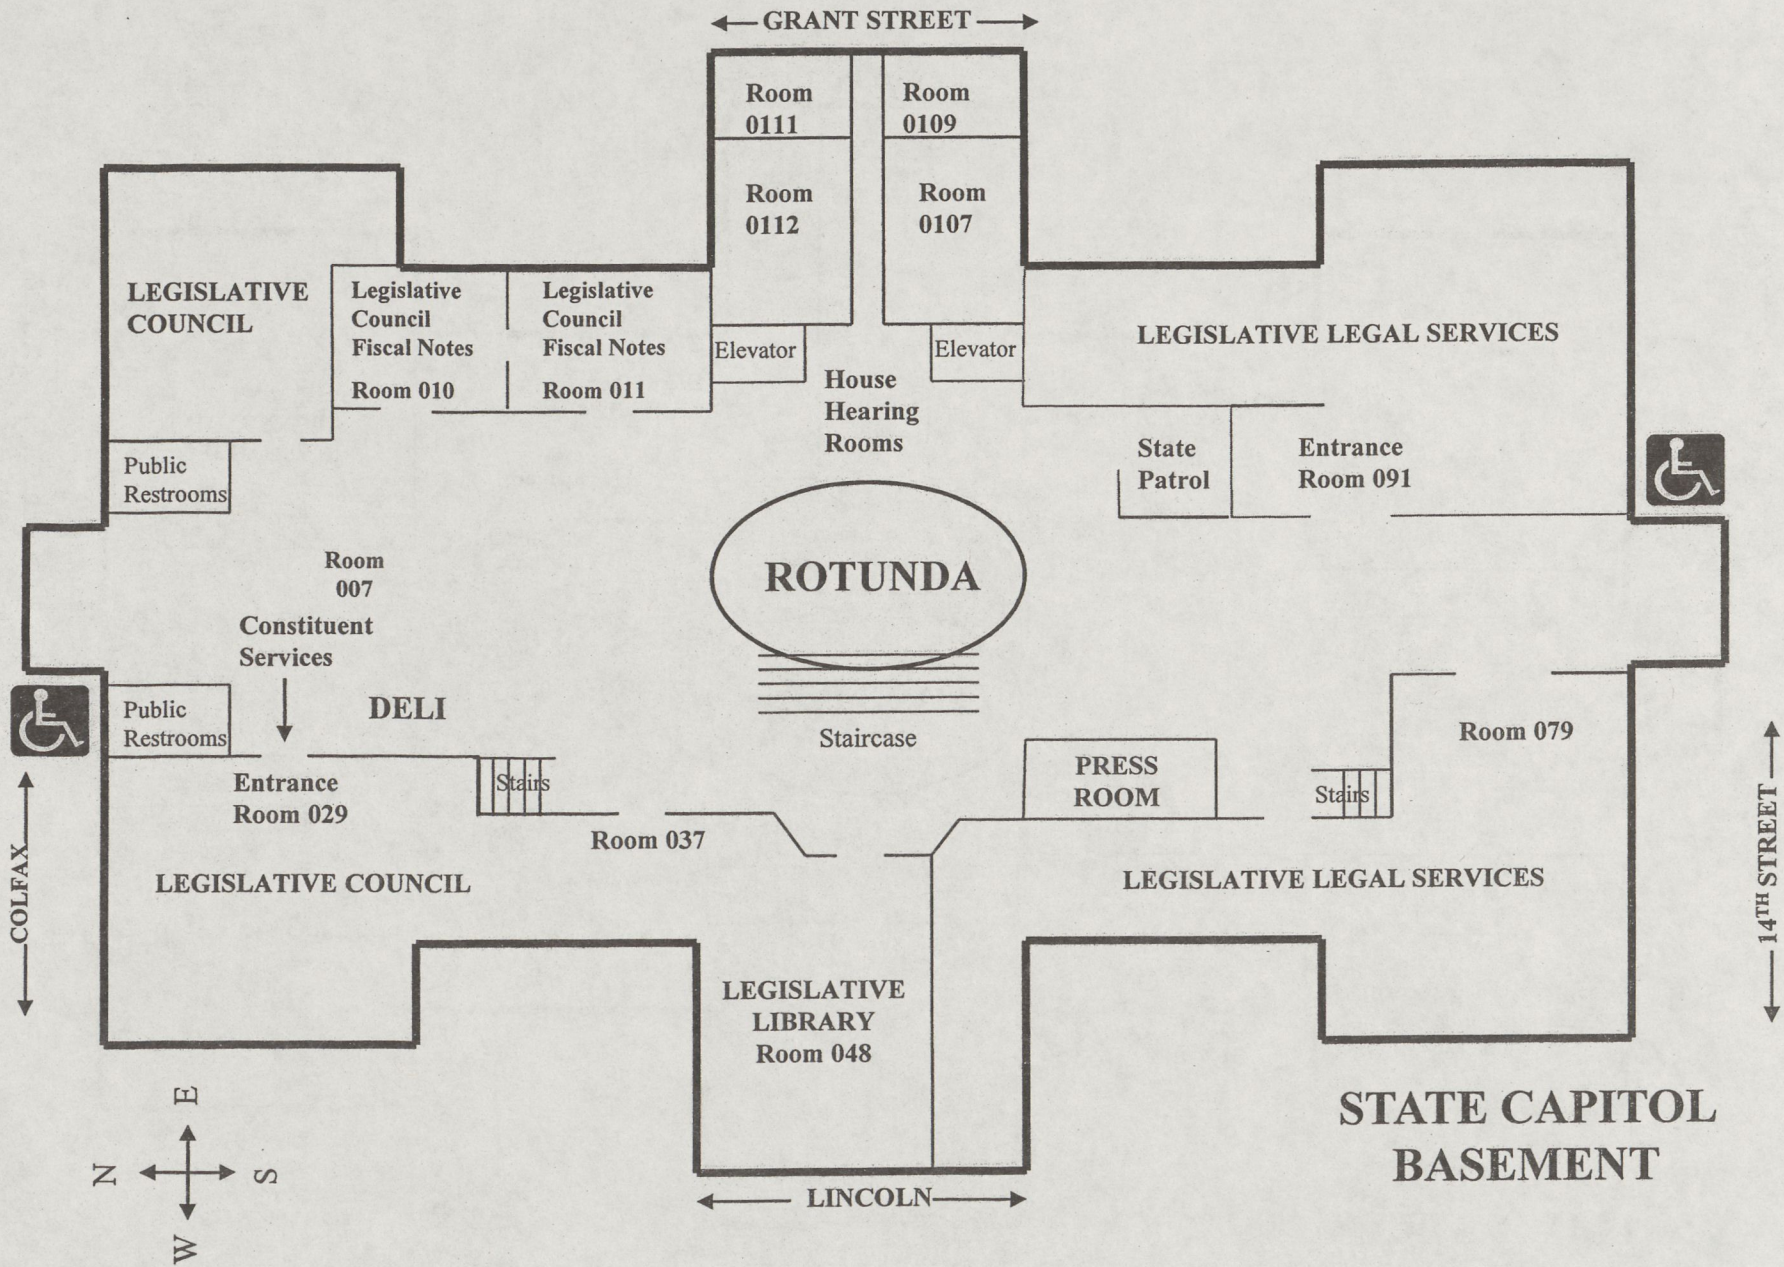 GRANT STREET
Room
0111
Room
0109
Room
0112
Room
0107
LEGISLATIVE
COUNCIL
Legislative
Council
Fiscal Notes
Room 010
Legislative
Council
Fiscal Notes
Room 011
Elevator
Elevator
House
Hearing
Rooms
LEGISLATIVE LEGAL SERVICES
State
Patrol
Entrance
Room 091
Public
Restrooms
Room
007
Constituent
Services
ROTUNDA
Public
Restrooms
DELI
Staircase
Room 079
Entrance
Room 029
Stairs
PRESS
ROOM
Stairs
Room 037
LEGISLATIVE COUNCIL
LEGISLATIVE LEGAL SERVICES
COLFAX
14TH STREET
LEGISLATIVE
LIBRARY
Room 048
LINCOLN
E
N
S
W
STATE CAPITOL
BASEMENT